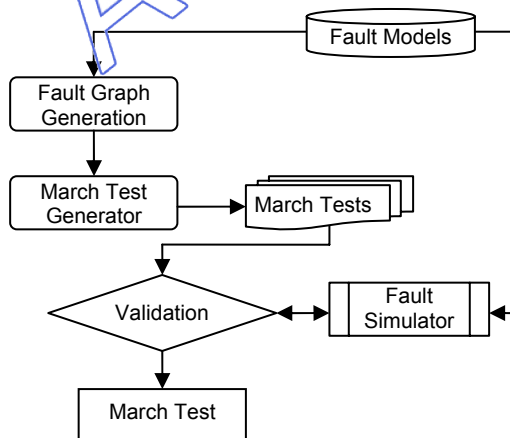 Fault Models
Fault Graph
Generation
March Test
Generator
March Tests
Validation
Fault
Simulator
March Test